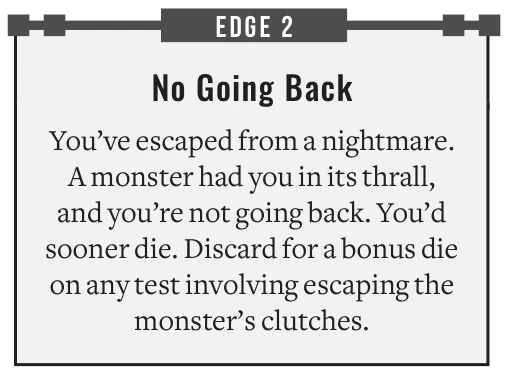 EDGE 2
No Going Back
You’ve escaped from a nightmare.
A monster had you in its thrall,
and you’re not going back. You’d
sooner die. Discard for a bonus die
on any test involving escaping the
monster’s clutches.